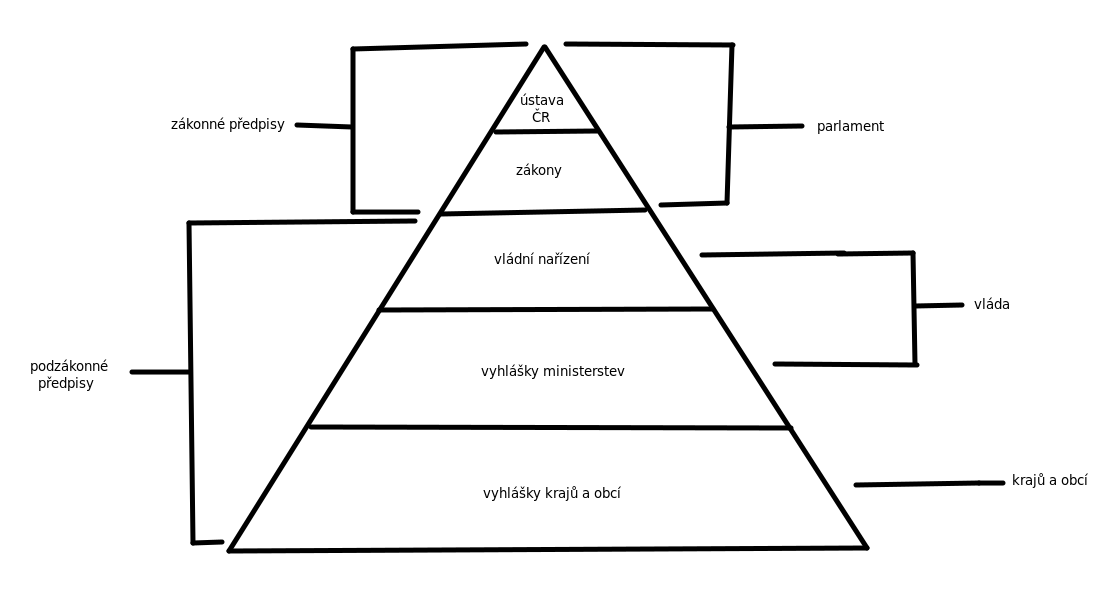 ústava
ČR
zákonné předpisy
parlament
zákony
vládní nařízení
vláda
podzákonné
předpisy
vyhlášky ministerstev
krajů a obcí
vyhlášky krajů a obcí